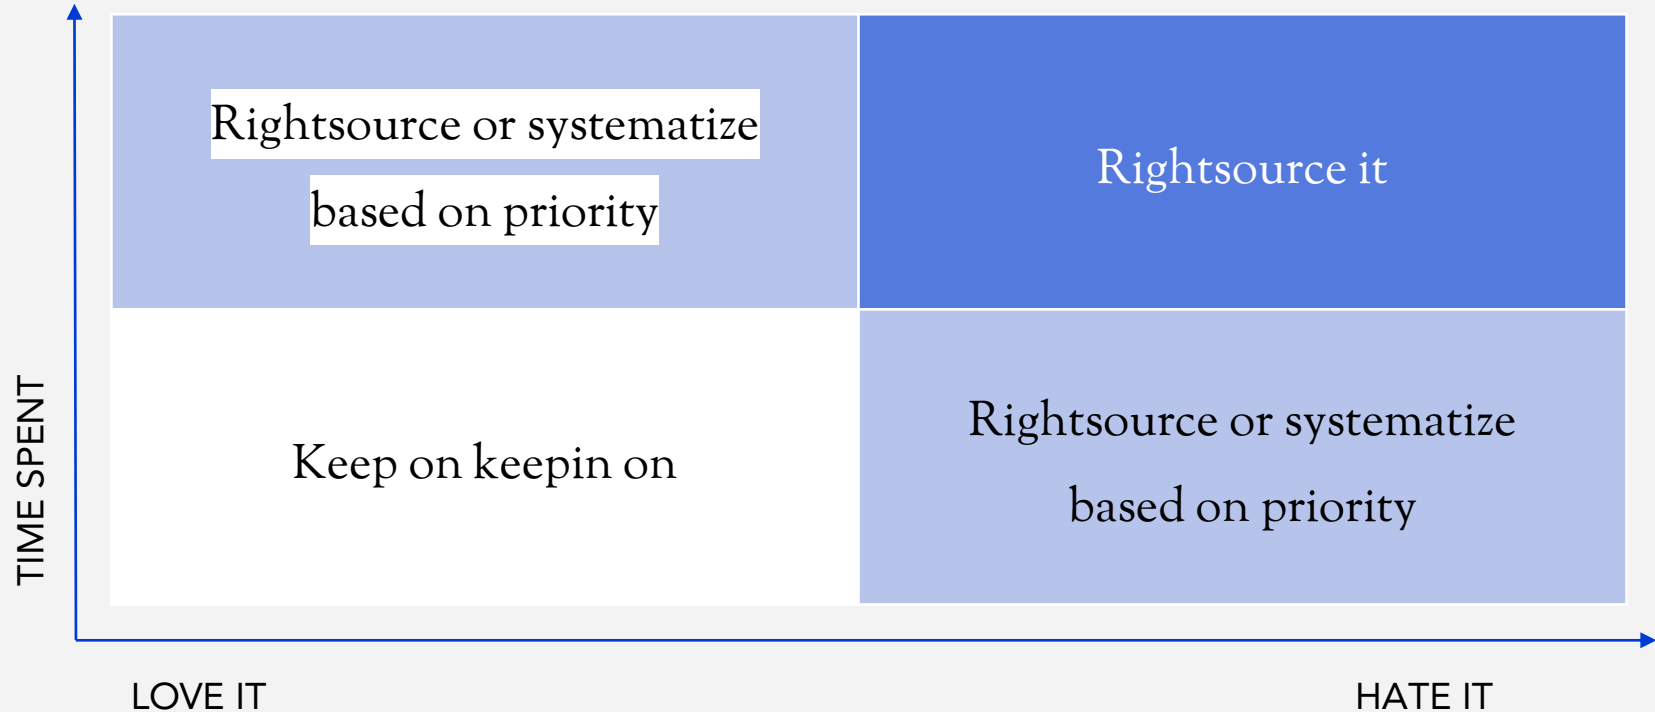 Rightsource or systematize
based on priority
Rightsource it
Keep on keepin on
Rightsource or systematize
based on priority
TIME SPENT
LOVE IT
HATE IT